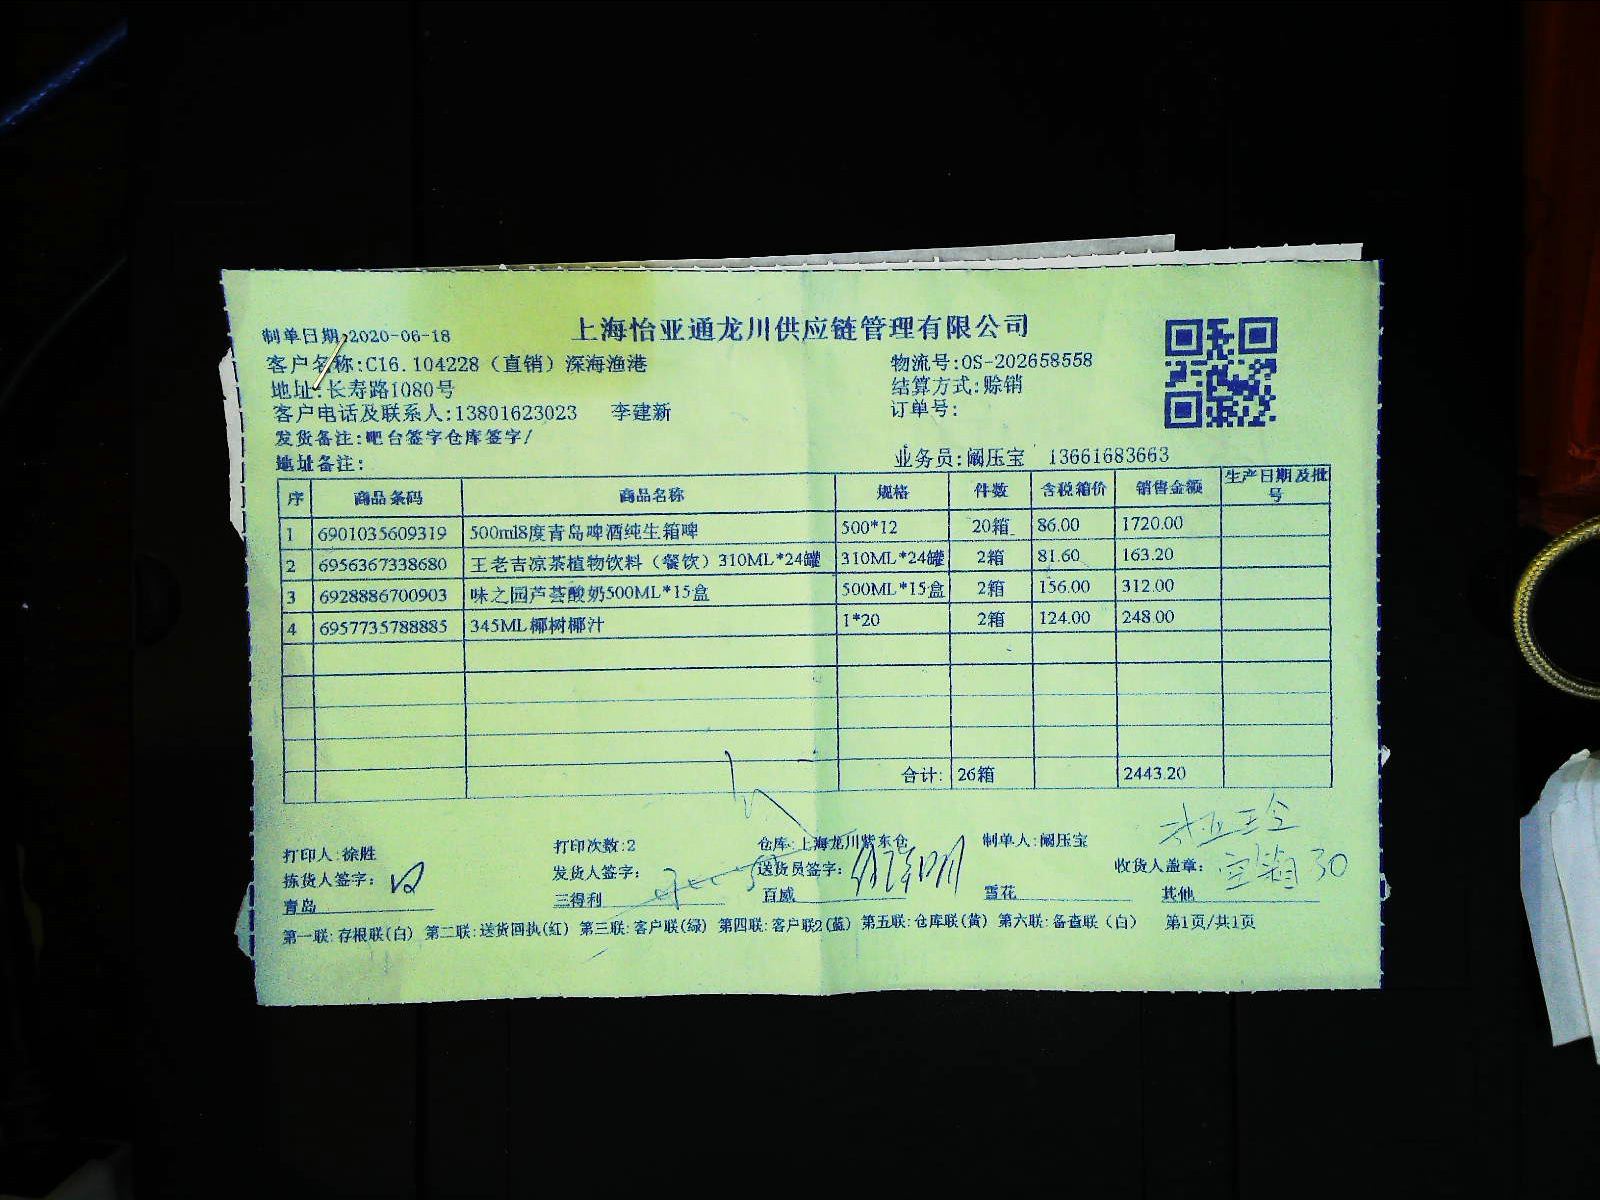 上海怡亚通龙川供应链管理有限公司
制单日期:2020-06-18
客户名称:C16.104228（直销）深海渔港 物流号:OS-202658558
地址:长寿路1080号 结算方式:赊销
客户电话及联系人:13801623023 李建新 订单号:
发货备注:吧台签字仓库签字/
地址备注: 业务员:阚压宝 13661683663
序 商品条码 商品名称 规格 件数 含税箱价 销售金额 生产日期及批号
1 6901035609319 500ml8度青岛啤酒纯生箱啤 500*12 20箱 86.00 1720.00
2 6956367338680 王老吉凉茶植物饮料（餐饮）310ML*24罐 310ML*24罐 2箱 81.60 163.20
3 6928886700903 味之园芦荟酸奶500ML*15盒 500ML*15盒 2箱 156.00 312.00
4 6957735788885 345ML椰树椰汁 1*20 2箱 124.00 248.00
合计: 26箱 2443.20
打印人:徐胜 打印次数:2 仓库:上海龙川紫东仓 制单人:阚压宝
拣货人签字: 发货人签字: 送货员签字: 收货人盖章: 空箱30
青岛 三得利 百威 雪花 其他
第一联:存根联(白) 第二联:送货回执(红) 第三联:客户联(绿) 第四联:客户联2(蓝) 第五联:仓库联(黄) 第六联:备查联（白） 第1页/共1页